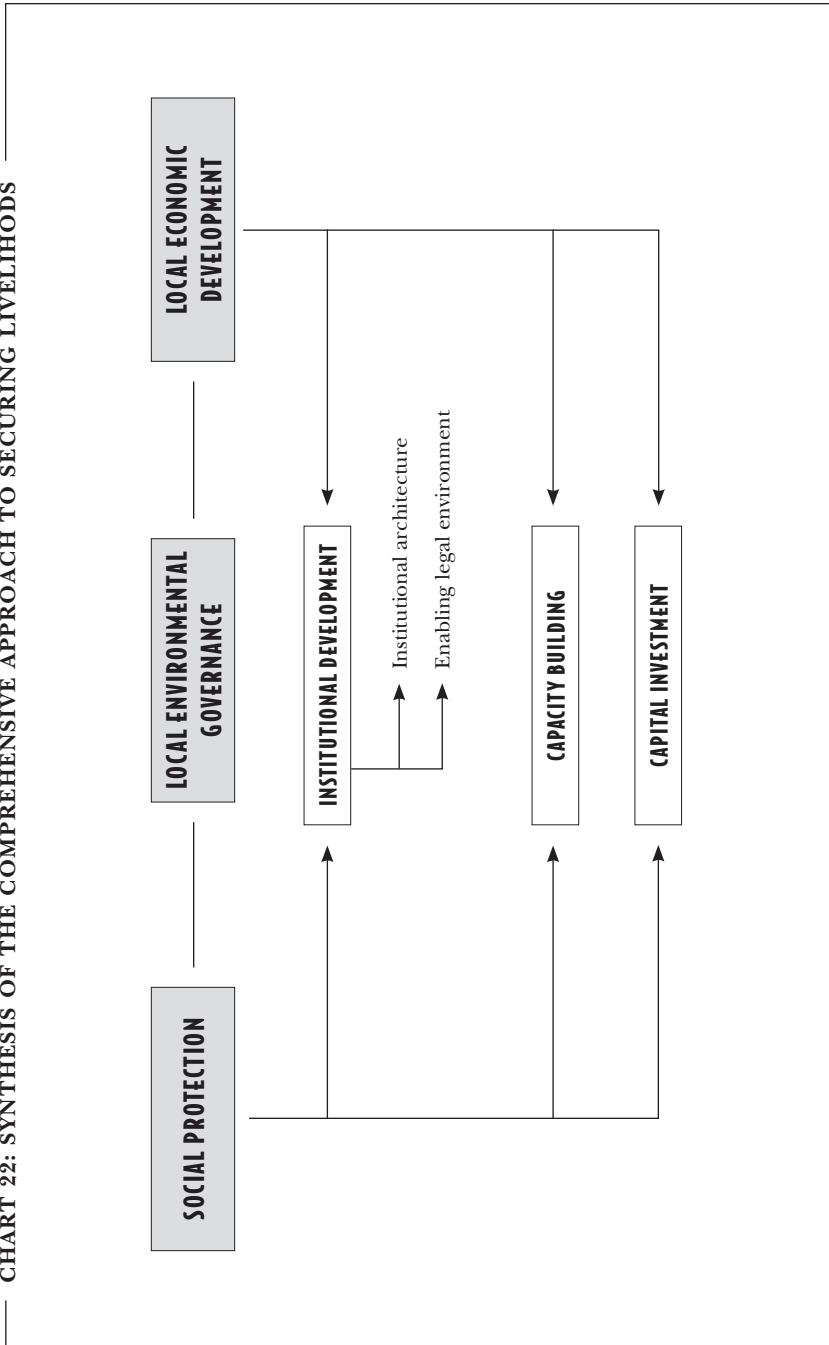 CHART 22: SYNTHESIS OF THE COMPREHENSIVE APPROACH TO SECURING LIVELIHODS
SOCIAL PROTECTION
LOCAL ENVIRONMENTAL
GOVERNANCE
LOCAL ECONOMIC
DEVELOPMENT
INSTITUTIONAL DEVELOPMENT
Institutional architecture
Enabling legal environment
CAPACITY BUILDING
CAPITAL INVESTMENT